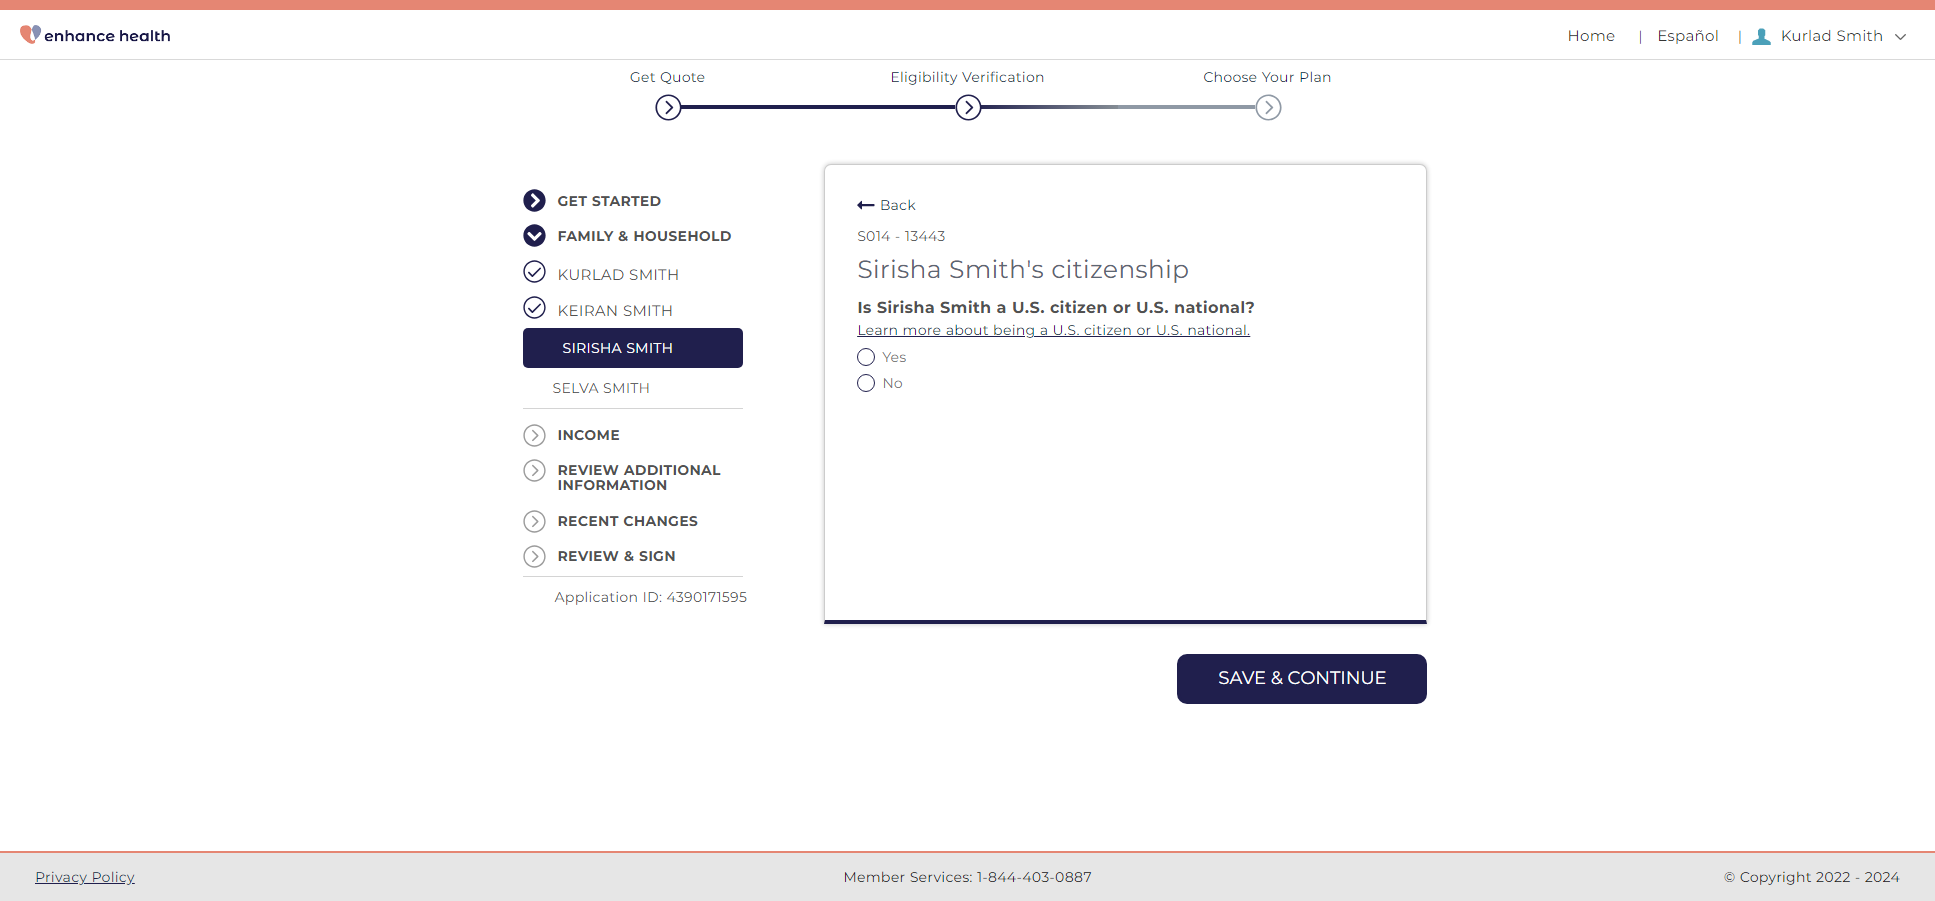 enhance health
Home | Español | Kurlad Smith
Get Quote
Eligibility Verification
Choose Your Plan
GET STARTED
FAMILY & HOUSEHOLD
KURLAD SMITH
KEIRAN SMITH
SIRISHA SMITH
SELVA SMITH
INCOME
REVIEW ADDITIONAL
INFORMATION
RECENT CHANGES
REVIEW & SIGN
Application ID: 4390171595
Back
S014 - 13443
Sirisha Smith's citizenship
Is Sirisha Smith a U.S. citizen or U.S. national?
Learn more about being a U.S. citizen or U.S. national.
Yes
No
SAVE & CONTINUE
Privacy Policy
Member Services: 1-844-403-0887
© Copyright 2022 - 2024